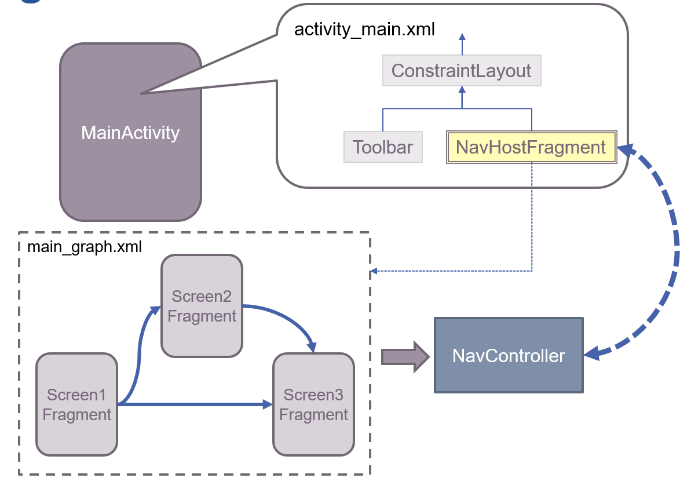 activity_main.xml
ConstraintLayout
MainActivity
Toolbar
NavHostFragment
main_graph.xml
Screen2
Fragment
NavController
Screen1
Fragment
Screen3
Fragment